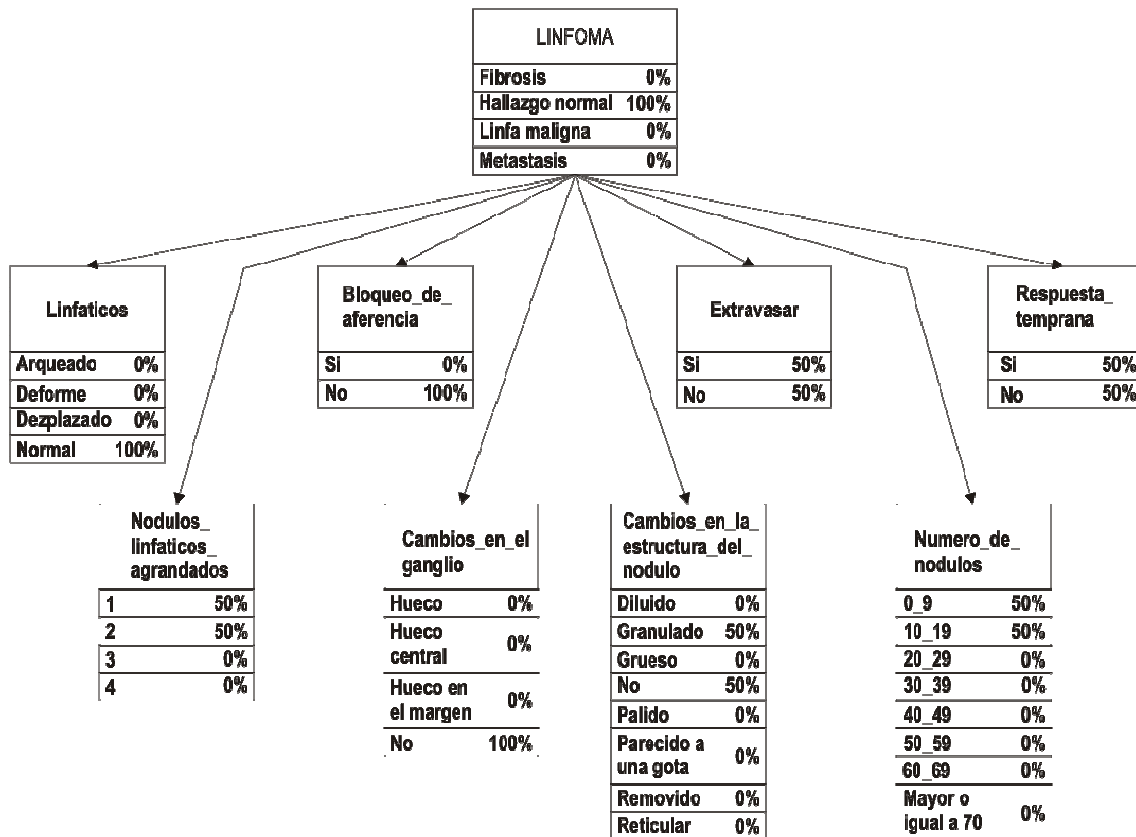 LINFOMA
Fibrosis 0%
Hallazgo normal 100%
Linfa maligna 0%
Metastasis 0%
Linfaticos
Arqueado 0%
Deforme 0%
Dezplazado 0%
Normal 100%
Bloqueo_de_
aferencia
Si 0%
No 100%
Extravasar
Si 50%
No 50%
Respuesta_
temprana
Si 50%
No 50%
Nodulos_
linfaticos_
agrandados
1 50%
2 50%
3 0%
4 0%
Cambios_en_el
ganglio
Hueco 0%
Hueco
central 0%
Hueco en
el margen 0%
No 100%
Cambios_en_la_
estructura_del_
nodulo
Diluido 0%
Granulado 50%
Grueso 0%
No 50%
Palido 0%
Parecido a
una gota 0%
Removido 0%
Reticular 0%
Numero_de_
nodulos
0_9 50%
10_19 50%
20_29 0%
30_39 0%
40_49 0%
50_59 0%
60_69 0%
Mayor o
igual a 70 0%